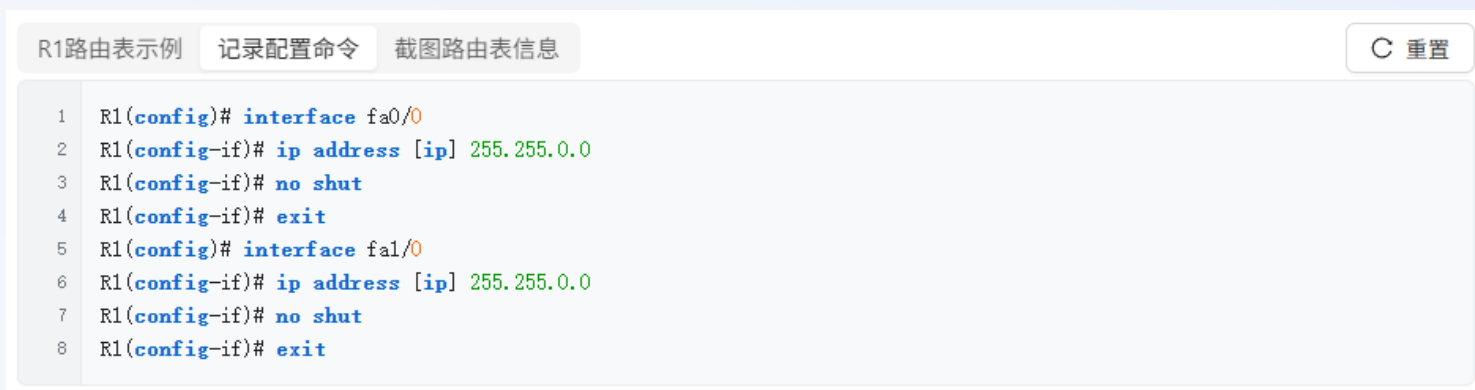 R1路由表示例 记录配置命令 截图路由表信息 重置
1 R1(config)# interface fa0/0
2 R1(config-if)# ip address [ip] 255.255.0.0
3 R1(config-if)# no shut
4 R1(config-if)# exit
5 R1(config)# interface fa1/0
6 R1(config-if)# ip address [ip] 255.255.0.0
7 R1(config-if)# no shut
8 R1(config-if)# exit